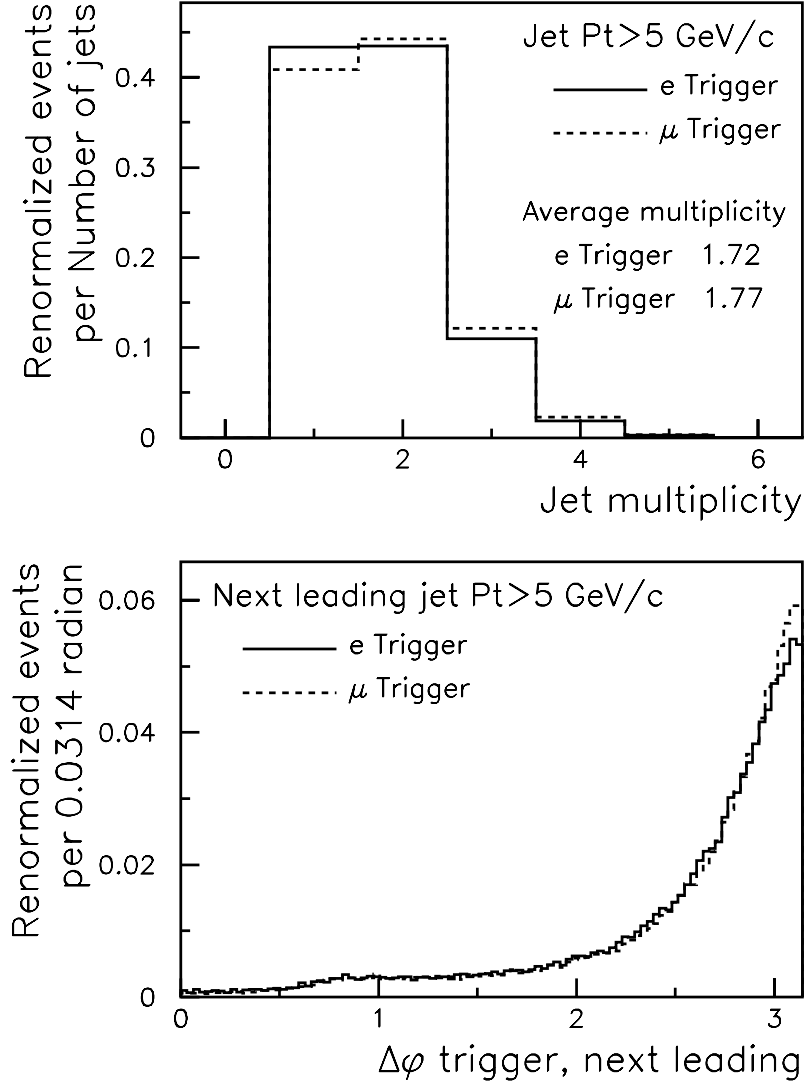 Renormalized events
per Number of jets
0.4
0.3
0.2
0.1
0
Jet Pt>5 GeV/c
e Trigger
μ Trigger
Average multiplicity
e Trigger 1.72
μ Trigger 1.77
0 2 4 6
Jet multiplicity
Renormalized events
per 0.0314 radian
0.06
0.04
0.02
0
Next leading jet Pt>5 GeV/c
e Trigger
μ Trigger
0 1 2 3
Δφ trigger, next leading